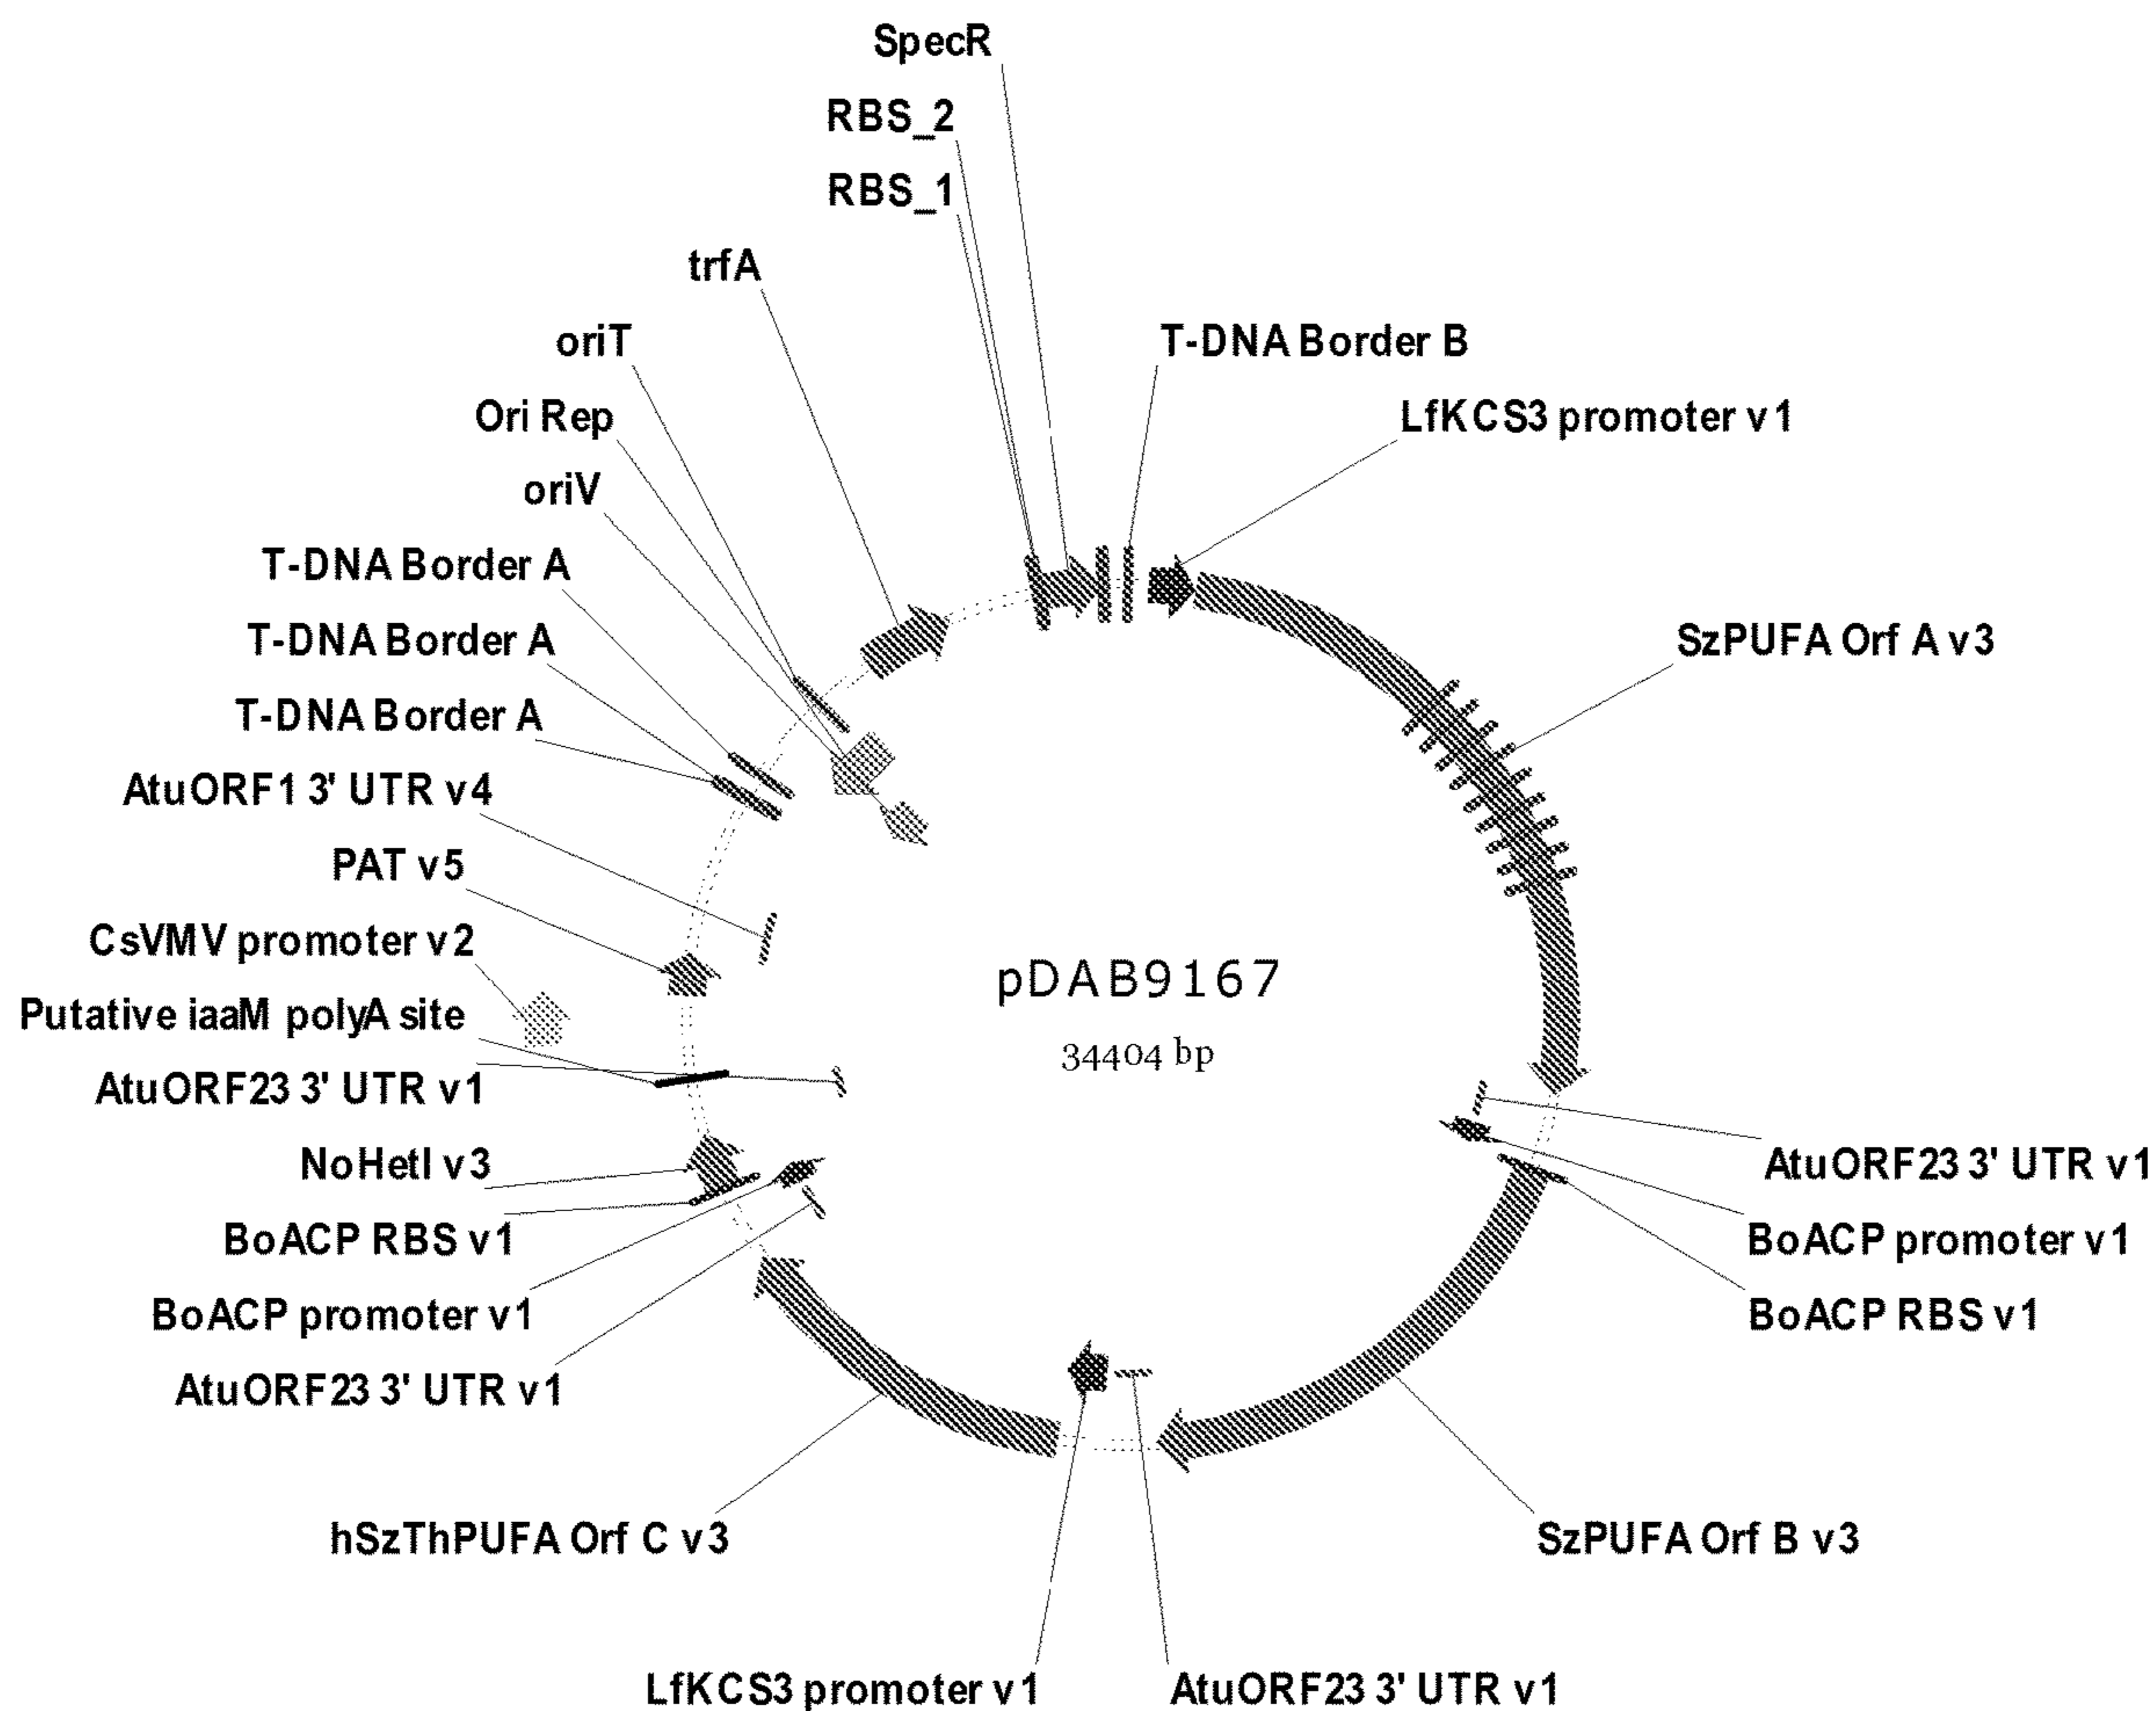 SpecR
RBS_2
RBS_1
trfA
oriT
T-DNA Border B
Ori Rep
LfKCS3 promoter v1
oriV
T-DNA Border A
T-DNA Border A
SzPUFA Orf A v3
T-DNA Border A
AtuORF1 3' UTR v4
PAT v5
CsVMV promoter v2
pDAB9167
Putative iaaM polyA site
34404 bp
AtuORF23 3' UTR v1
NoHetI v3
AtuORF23 3' UTR v1
BoACP RBS v1
BoACP promoter v1
BoACP promoter v1
BoACP RBS v1
AtuORF23 3' UTR v1
hSzThPUFA Orf C v3
SzPUFA Orf B v3
LfKCS3 promoter v1
AtuORF23 3' UTR v1